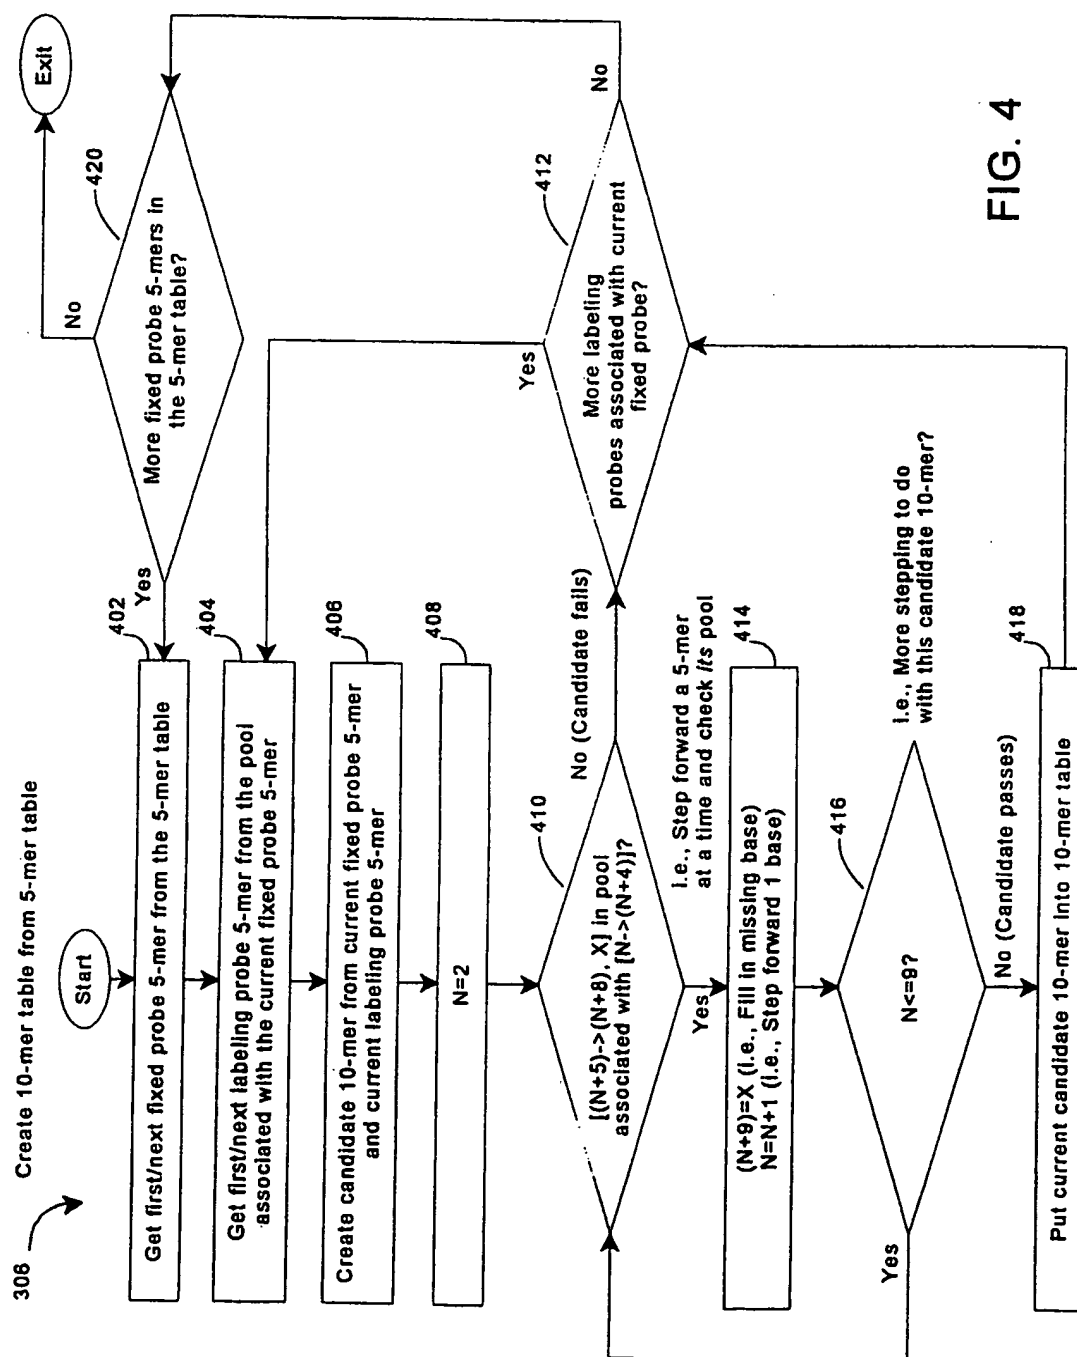 306
Create 10-mer table from 5-mer table
Start
402
Get first/next fixed probe 5-mer from the 5-mer table
404
Get first/next labeling probe 5-mer from the pool
associated with the current fixed probe 5-mer
406
Create candidate 10-mer from current fixed probe 5-mer
and current labeling probe 5-mer
408
N=2
410
[(N+5)->(N+8), X] in pool
associated with [N->(N+4)]?
No (Candidate fails)
Yes
i.e., Step forward a 5-mer
at a time and check its pool
414
(N+9)=X (i.e., Fill in missing base)
N=N+1 (i.e., Step forward 1 base)
416
N<=9?
i.e., More stepping to do
with this candidate 10-mer?
Yes
No (Candidate passes)
418
Put current candidate 10-mer into 10-mer table
412
More labeling
probes associated with current
fixed probe?
Yes
No
420
More fixed probe 5-mers in
the 5-mer table?
Yes
No
Exit
FIG. 4